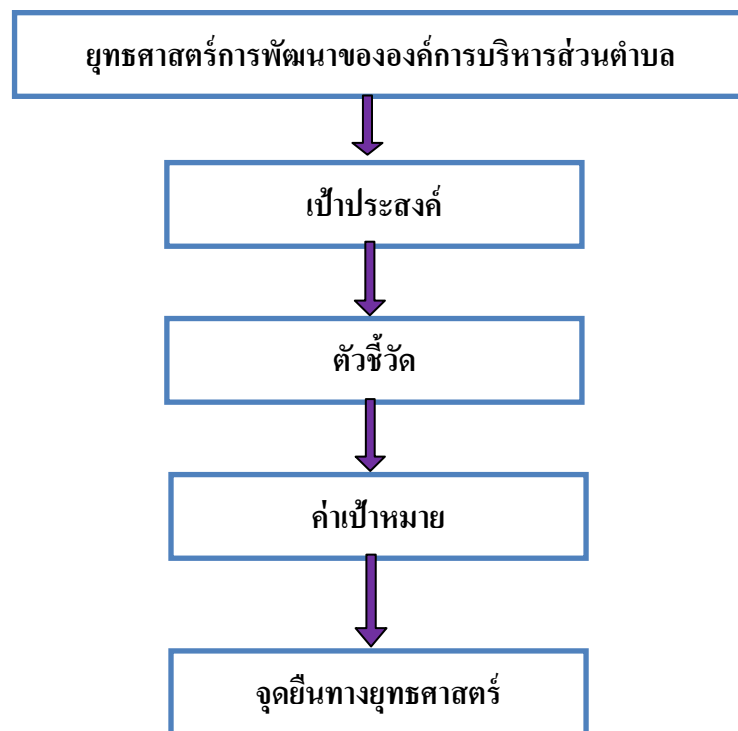 ยุทธศาสตร์การพัฒนาขององค์การบริหารส่วนตำบล
เป้าประสงค์
ตัวชี้วัด
ค่าเป้าหมาย
จุดยืนทางยุทธศาสตร์